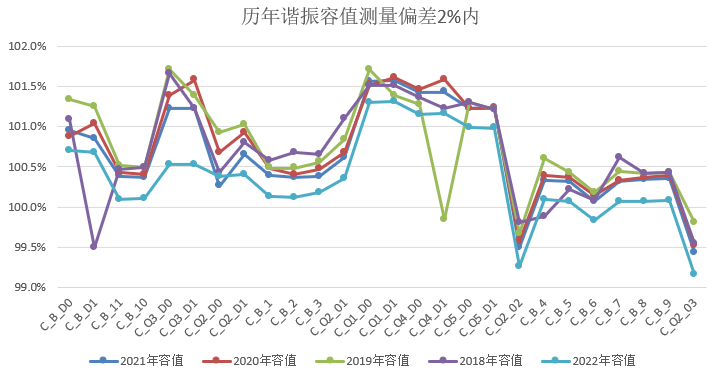 历年谐振容值测量偏差2%内
102.0%
101.5%
101.0%
100.5%
100.0%
99.5%
99.0%
C_B_D0
C_B_D1
C_B_11
C_B_10
C_Q3_D0
C_Q3_D1
C_Q2_D0
C_Q2_D1
C_B_1
C_B_2
C_B_3
C_Q2_01
C_Q1_D0
C_Q1_D1
C_Q4_D0
C_Q4_D1
C_Q5_D0
C_Q5_D1
C_Q2_02
C_B_4
C_B_5
C_B_6
C_B_7
C_B_8
C_B_9
C_Q2_03
2021年容值
2020年容值
2019年容值
2018年容值
2022年容值